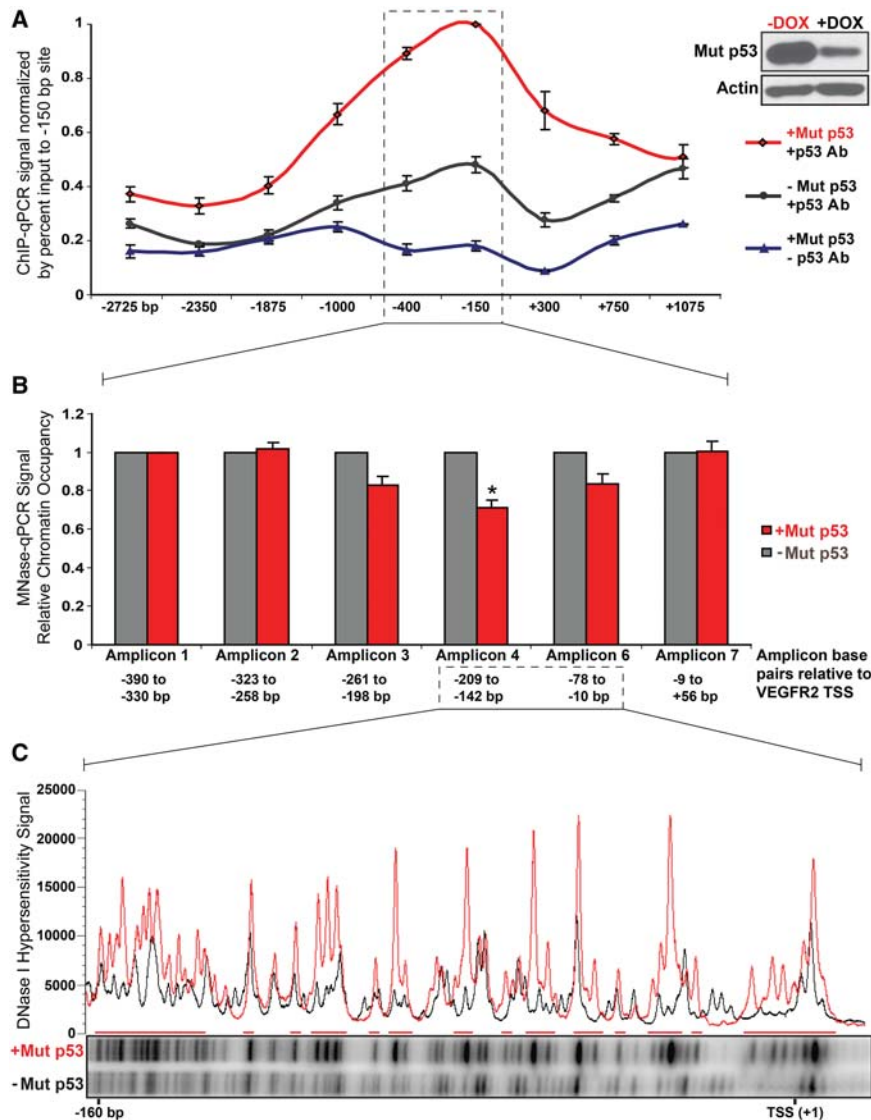 A
ChIP-qPCR signal normalized
by percent input to -150 bp site
1
0.8
0.6
0.4
0.2
0
-2725 bp -2350 -1875 -1000 -400 -150 +300 +750 +1075
-DOX +DOX
Mut p53
Actin
+Mut p53
+p53 Ab
- Mut p53
+p53 Ab
+Mut p53
- p53 Ab
B
MNase-qPCR Signal
Relative Chromatin Occupancy
1.2
1
0.8
0.6
0.4
0.2
0
*
+Mut p53
-Mut p53
Amplicon 1 Amplicon 2 Amplicon 3 Amplicon 4 Amplicon 6 Amplicon 7
-390 to -323 to -261 to -209 to -78 to -9 to
-330 bp -258 bp -198 bp -142 bp -10 bp +56 bp
Amplicon base
pairs relative to
VEGFR2 TSS
C
DNase I Hypersensitivity Signal
25000
20000
15000
10000
5000
0
+Mut p53
-Mut p53
-160 bp TSS (+1)